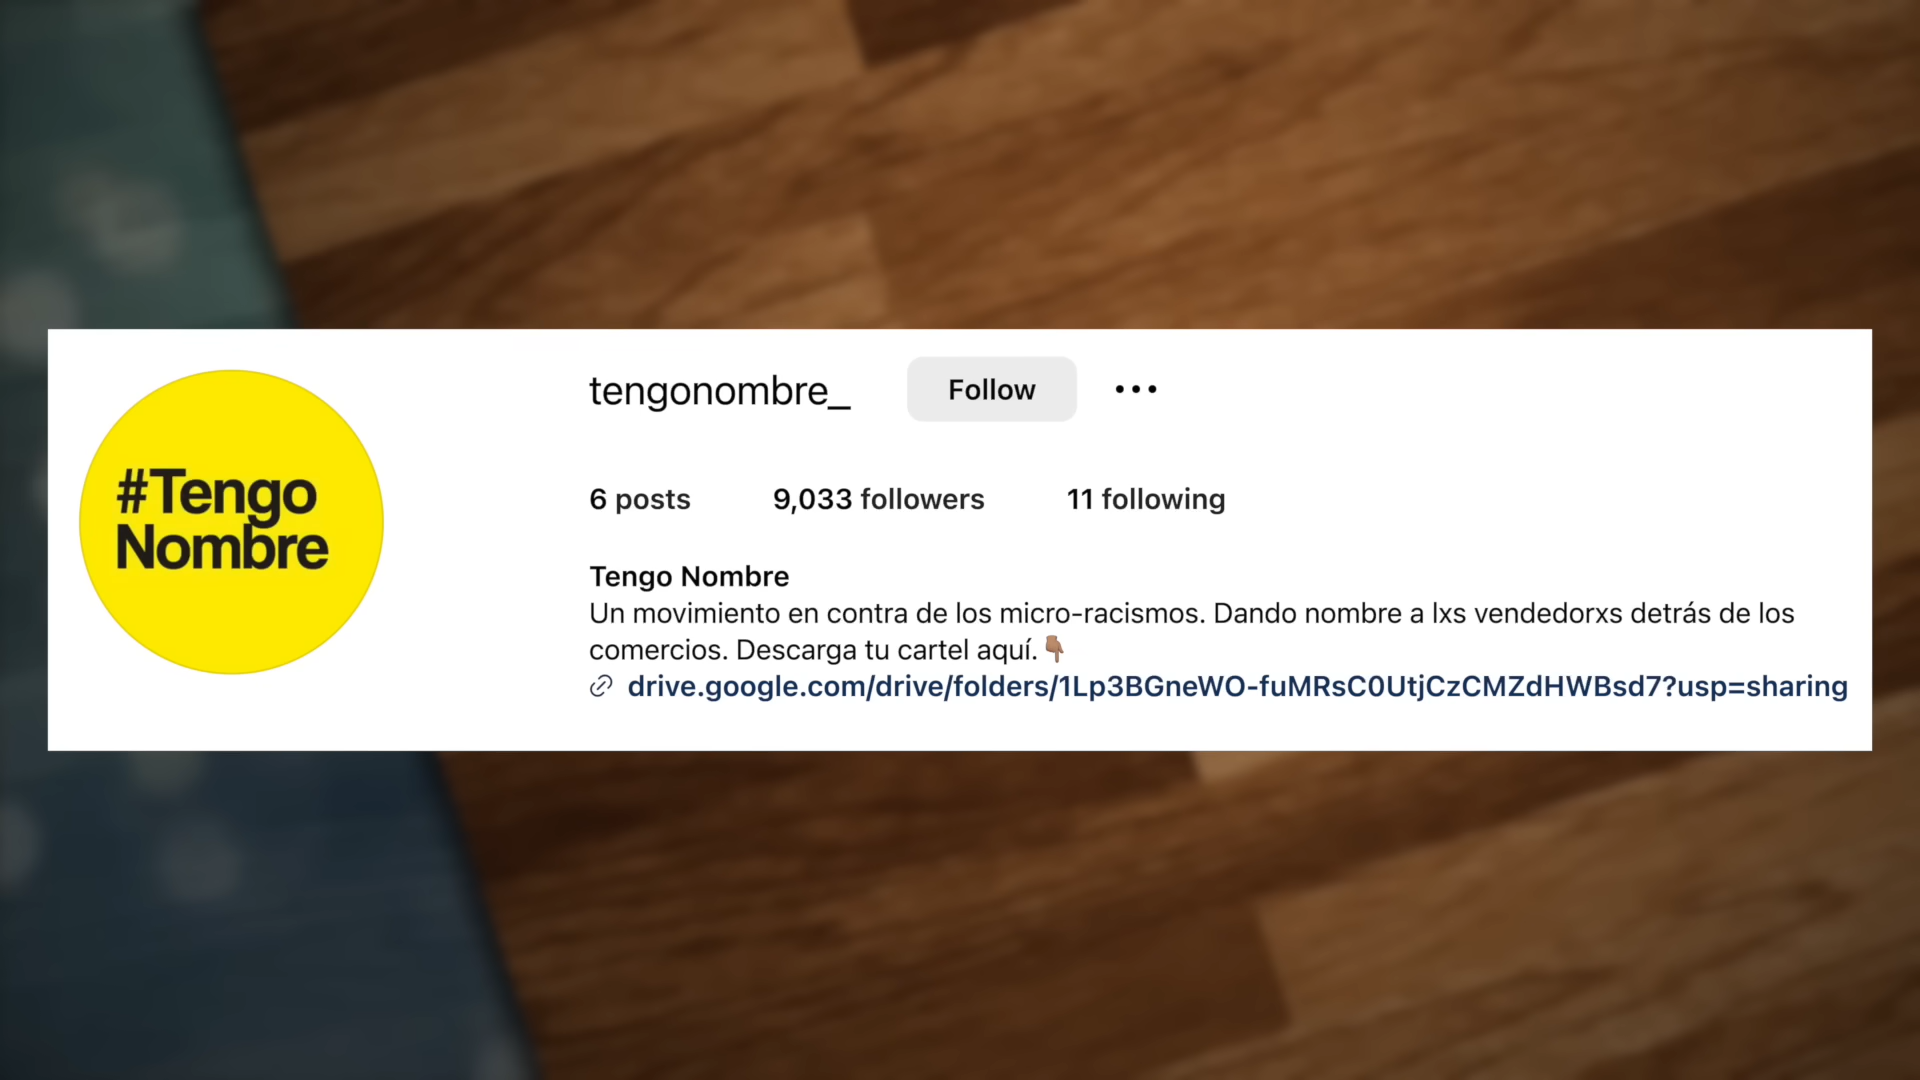 #Tengo
Nombre
tengonombre_
Follow
6 posts 9,033 followers 11 following
Tengo Nombre
Un movimiento en contra de los micro-racismos. Dando nombre a lxs vendedorxs detrás de los
comercios. Descarga tu cartel aquí.👇🏽
drive.google.com/drive/folders/1Lp3BGneWO-fuMRsC0UtjCzCMZdHWBsd7?usp=sharing